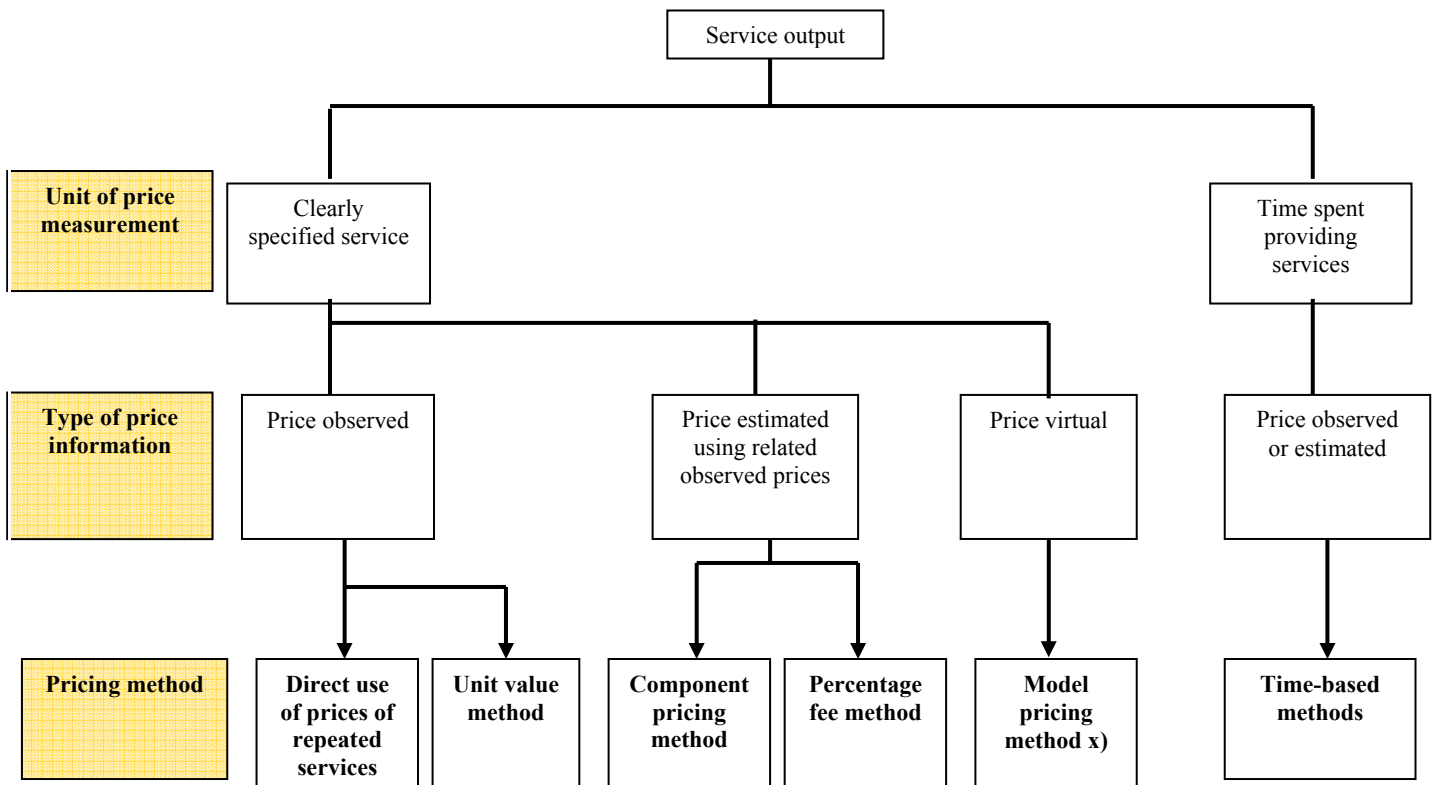 Service output
Unit of price
measurement
Clearly
specified service
Time spent
providing
services
Type of price
information
Price observed
Price estimated
using related
observed prices
Price virtual
Price observed
or estimated
Pricing method
Direct use
of prices of
repeated
services
Unit value
method
Component
pricing
method
Percentage
fee method
Model
pricing
method x)
Time-based
methods